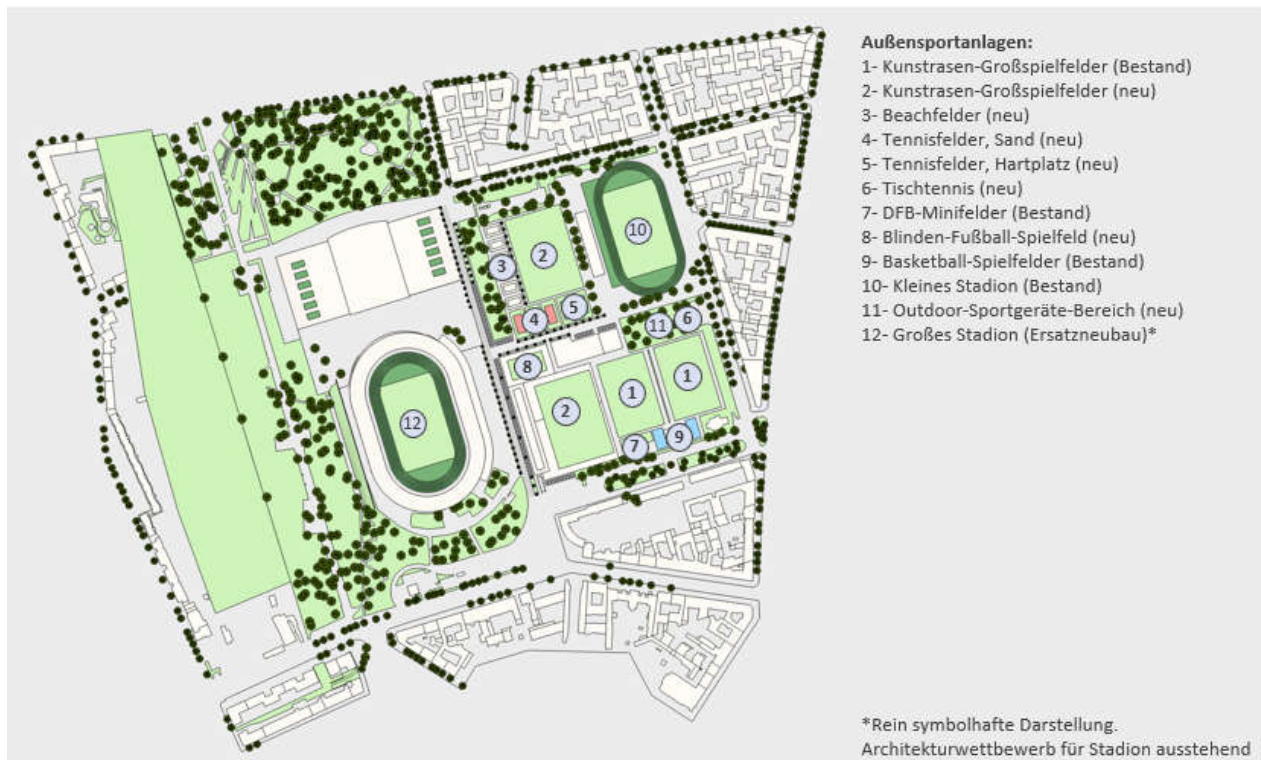 Außensportanlagen:
1- Kunstrasen-Großspielfelder (Bestand)
2- Kunstrasen-Großspielfelder (neu)
3- Beachfelder (neu)
4- Tennisfelder, Sand (neu)
5- Tennisfelder, Hartplatz (neu)
6- Tischtennis (neu)
7- DFB-Minifelder (Bestand)
8- Blinden-Fußball-Spielfeld (neu)
9- Basketball-Spielfelder (Bestand)
10- Kleines Stadion (Bestand)
11- Outdoor-Sportgeräte-Bereich (neu)
12- Großes Stadion (Ersatzneubau)*
10
2
3
5
4
11
6
8
1
1
2
12
7
9
*Rein symbolhafte Darstellung.
Architekturwettbewerb für Stadion ausstehend